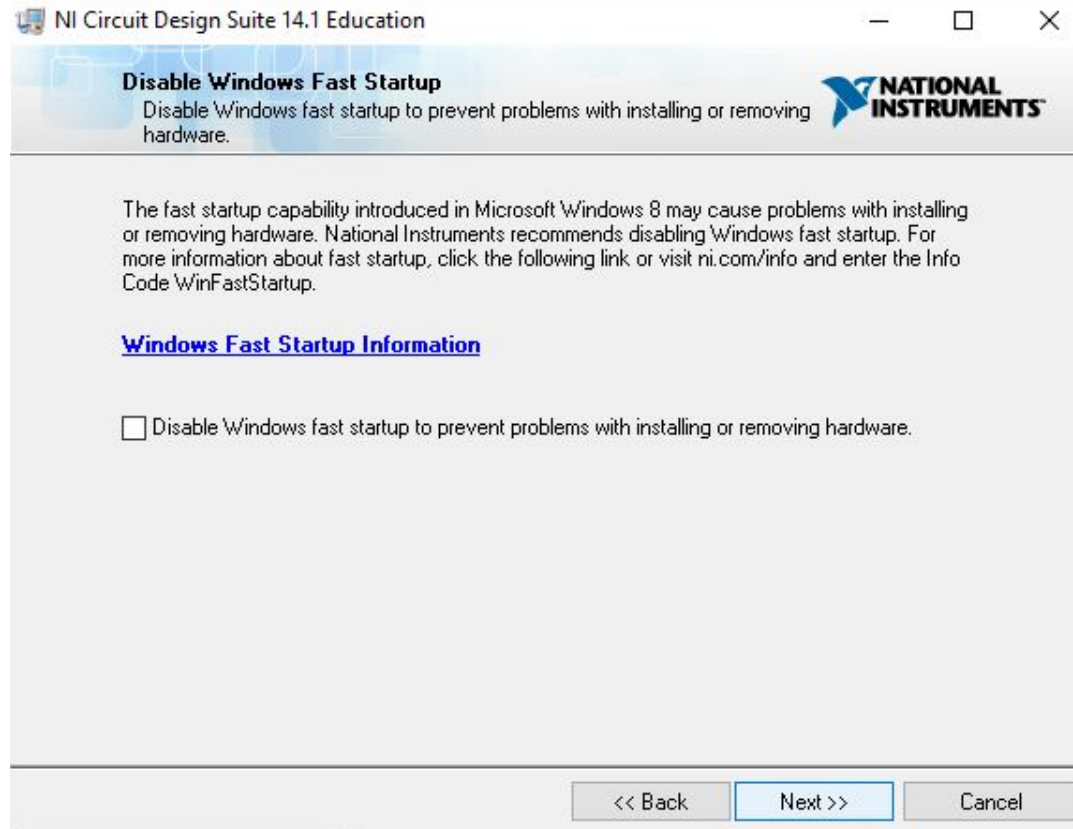 NI Circuit Design Suite 14.1 Education
Disable Windows Fast Startup
Disable Windows fast startup to prevent problems with installing or removing
hardware.
NATIONAL
INSTRUMENTS™
The fast startup capability introduced in Microsoft Windows 8 may cause problems with installing
or removing hardware. National Instruments recommends disabling Windows fast startup. For
more information about fast startup, click the following link or visit ni.com/info and enter the Info
Code WinFastStartup.
Windows Fast Startup Information
Disable Windows fast startup to prevent problems with installing or removing hardware.
<< Back
Next >>
Cancel